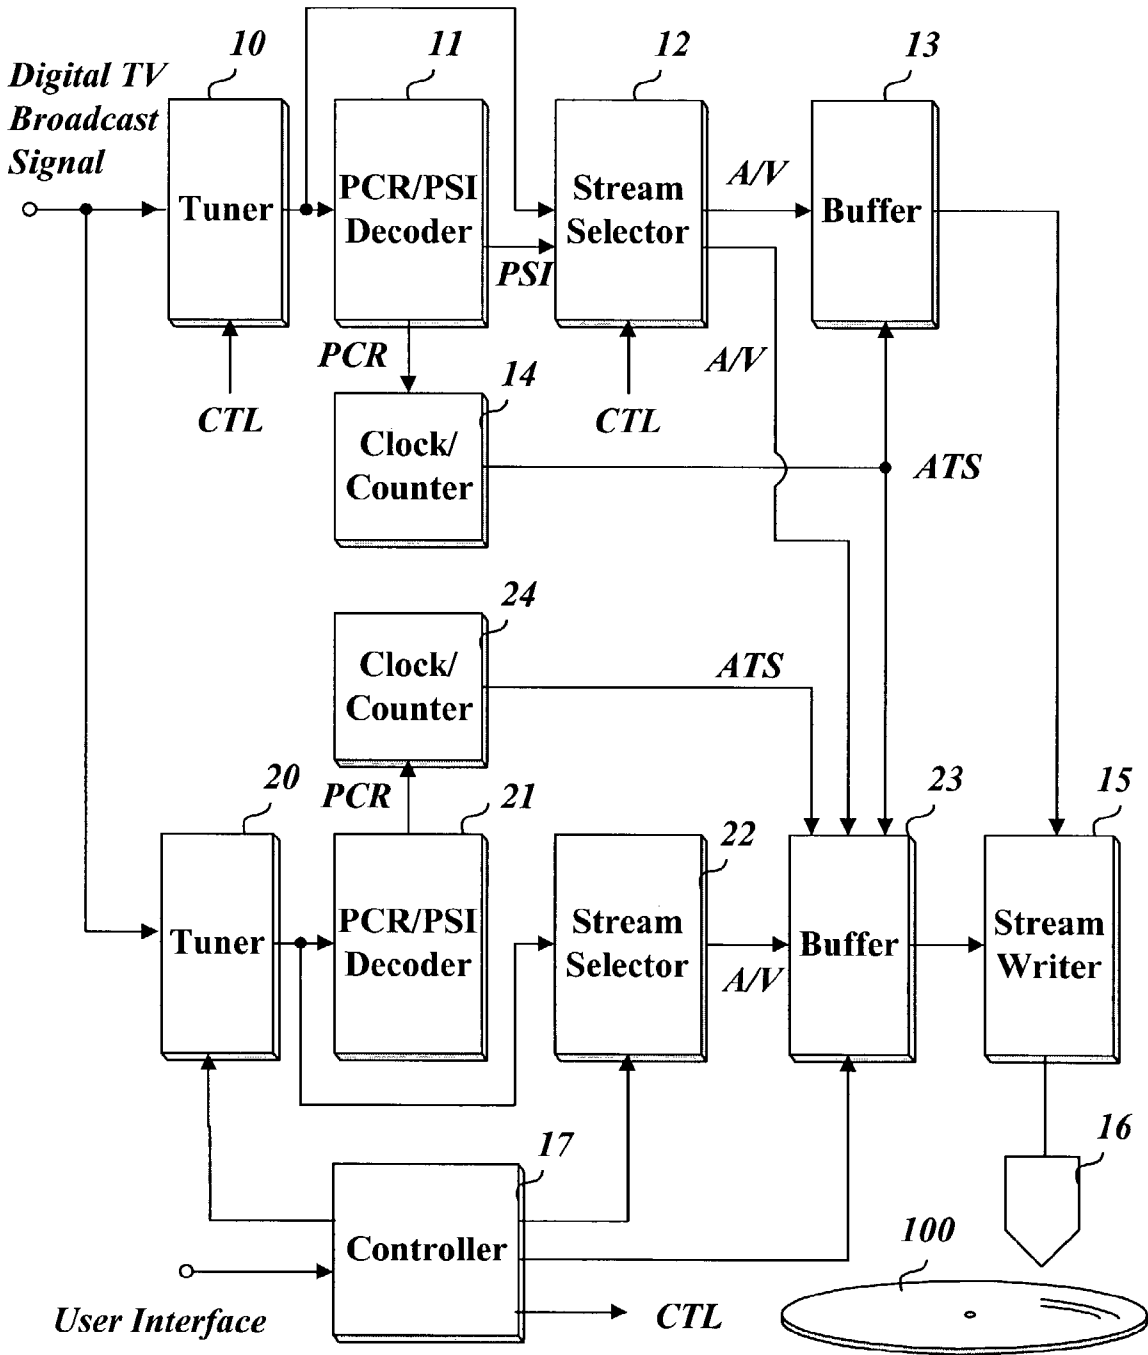 10
11
12
13
Digital TV
Broadcast
Signal
Tuner
PCR/PSI
Decoder
Stream
Selector
Buffer
A/V
PSI
PCR
A/V
CTL
14
CTL
Clock/
Counter
ATS
24
Clock/
Counter
ATS
20
PCR
21
22
23
15
Tuner
PCR/PSI
Decoder
Stream
Selector
A/V
Buffer
Stream
Writer
17
16
Controller
100
User Interface
CTL